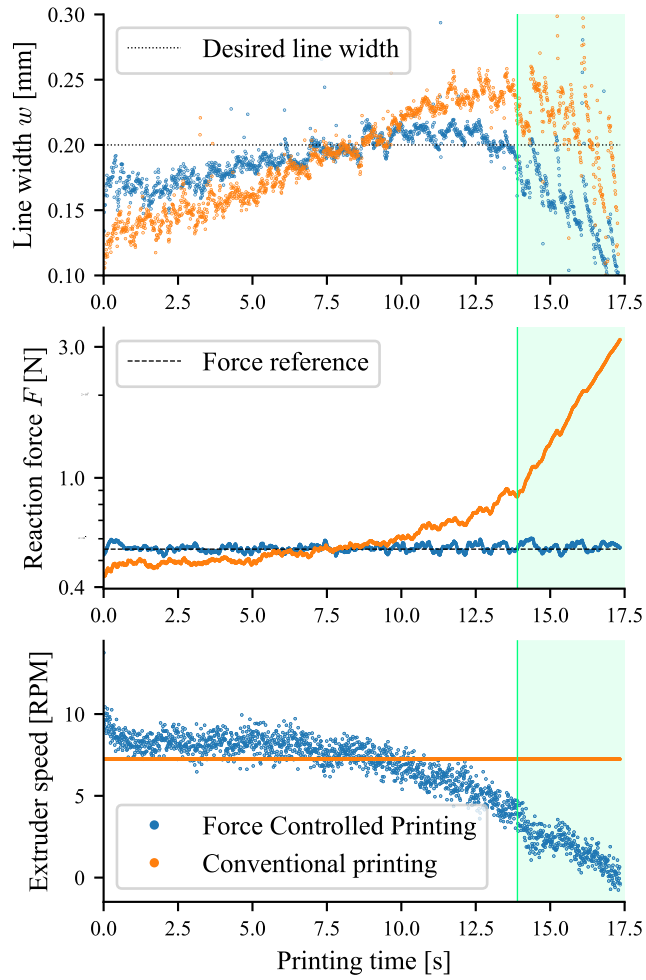 0.30
Desired line width
0.25
0.20
0.15
0.10
Line width w [mm]
0.0 2.5 5.0 7.5 10.0 12.5 15.0 17.5
3.0
Force reference
1.0
0.4
Reaction force F [N]
0.0 2.5 5.0 7.5 10.0 12.5 15.0 17.5
10
5
0
Extruder speed [RPM]
Force Controlled Printing
Conventional printing
0.0 2.5 5.0 7.5 10.0 12.5 15.0 17.5
Printing time [s]